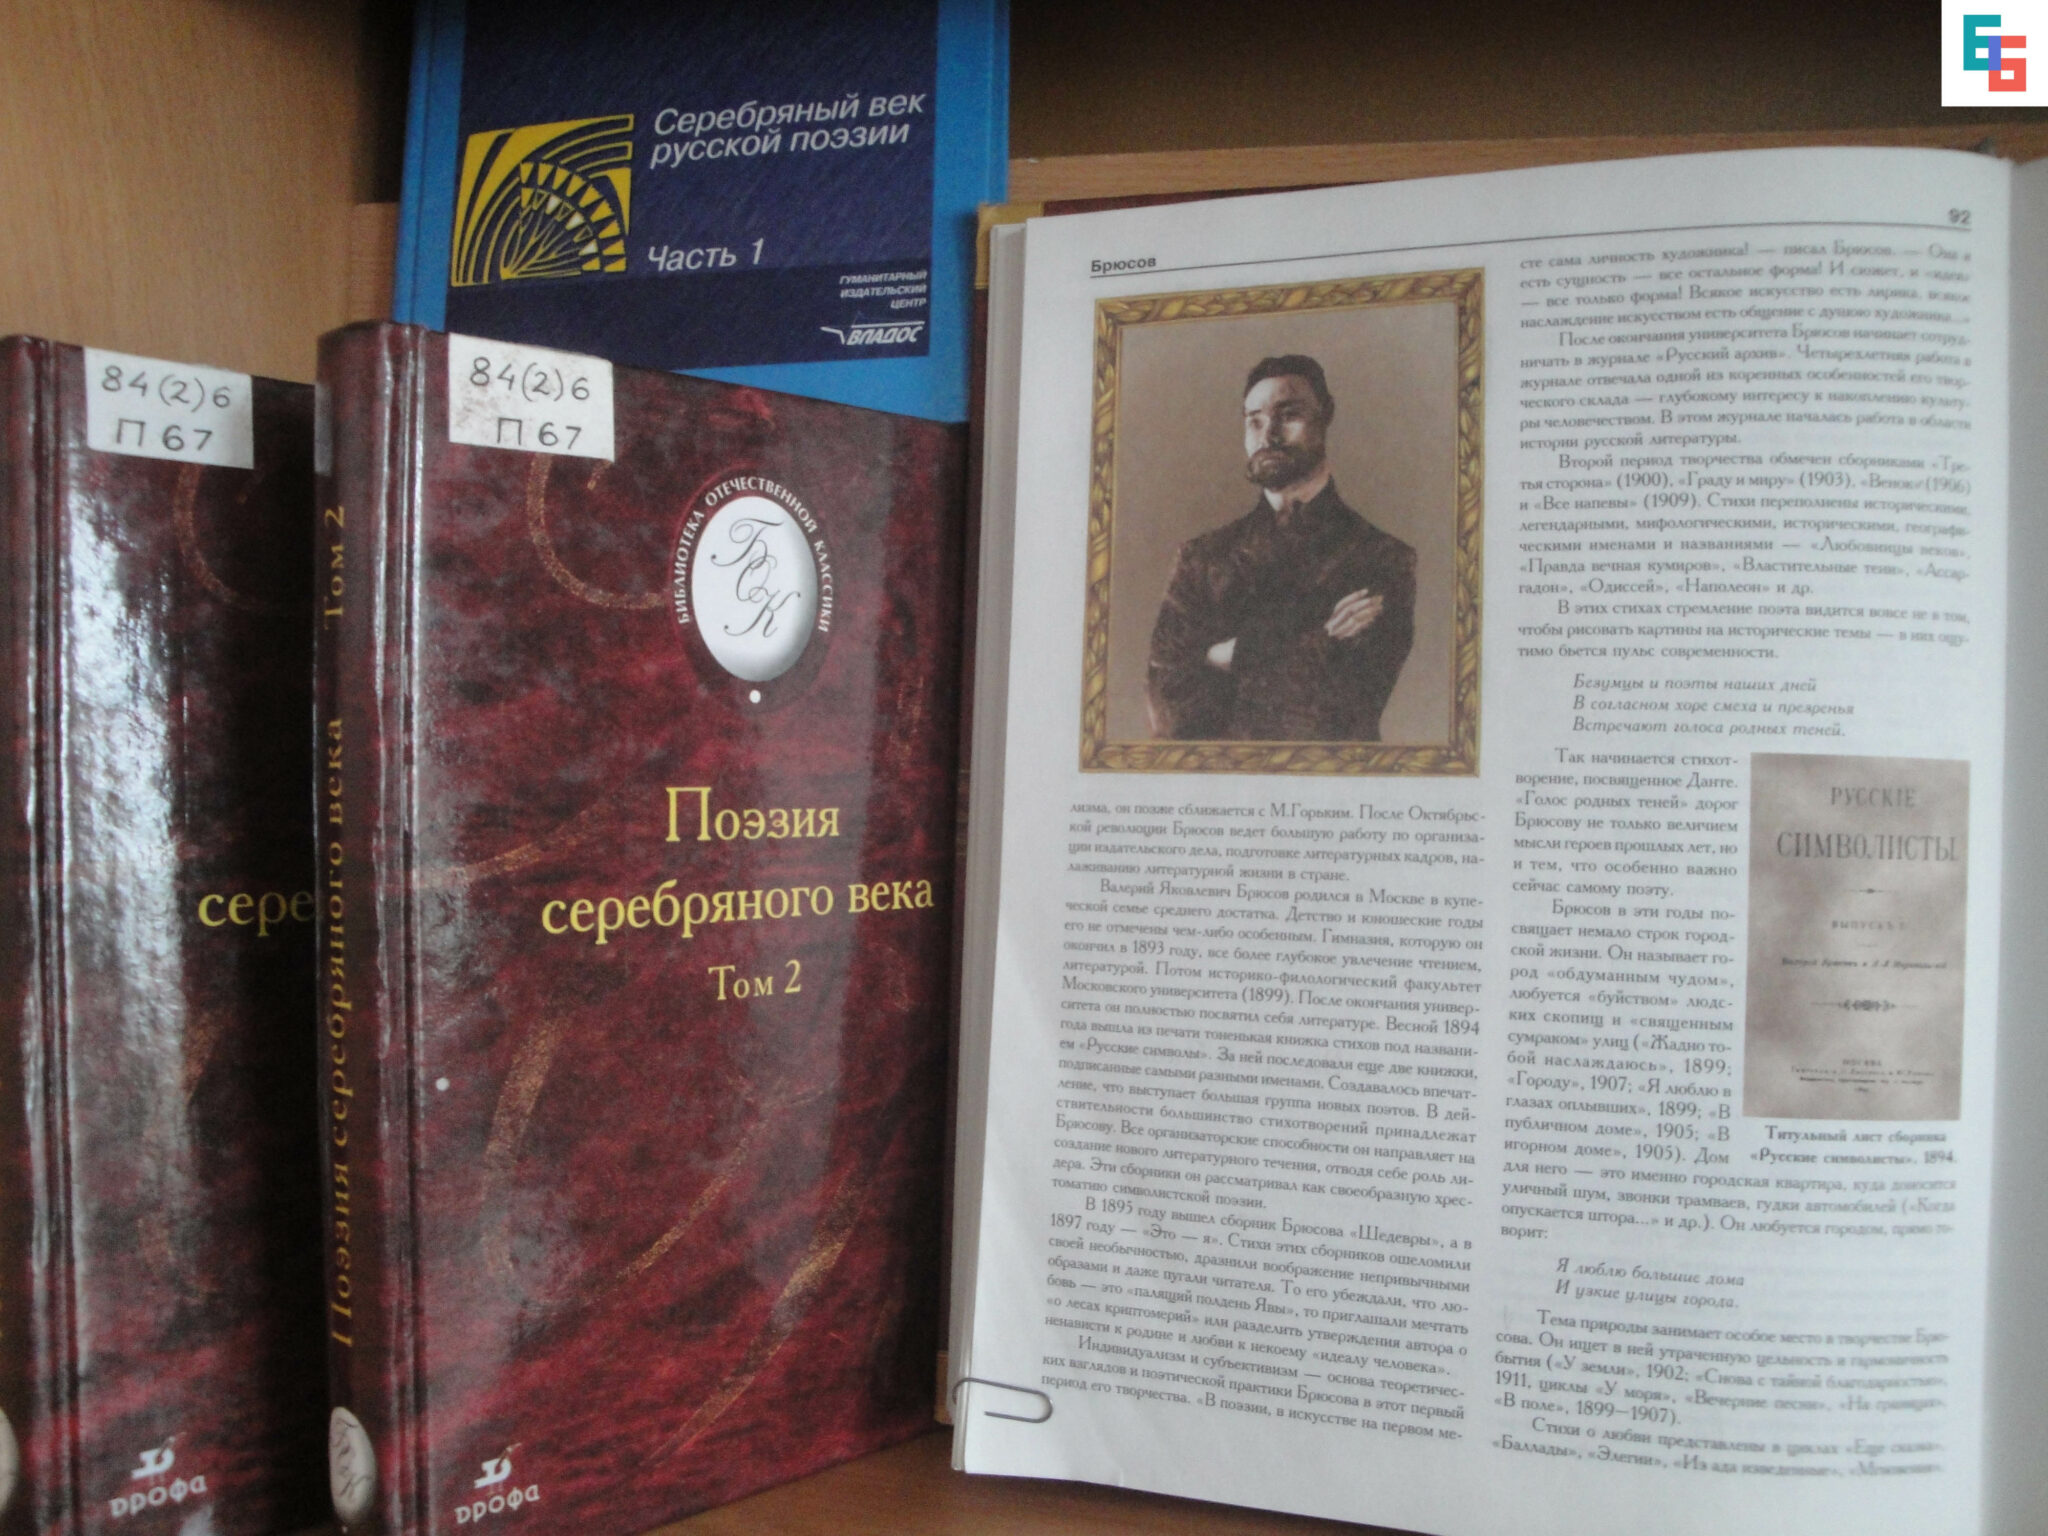 Серебряный век
русской поэзии
Часть 1
ГУМАНИТАРНЫЙ
ИЗДАТЕЛЬСКИЙ
ЦЕНТР
ВЛАДОС
84(2)6
П 67
сере
дрофа
Поэзия серебряного века Том 2
84(2)6
П 67
БИБЛИОТЕКА ОТЕЧЕСТВЕННОЙ КЛАССИКИ
БОК
Поэзия
серебряного века
Том 2
дрофа
Брюсов
92
лизма, он позже сближается с М.Горьким. После Октябрьс-
кой революции Брюсов ведет большую работу по организа-
ции издательского дела, подготовке литературных кадров, на-
лаживанию литературной жизни в стране.
Валерий Яковлевич Брюсов родился в Москве в купе-
ческой семье среднего достатка. Детство и юношеские годы
его не отмечены чем-либо особенным. Гимназия, которую он
окончил в 1893 году, все более глубокое увлечение чтением,
литературой. Потом историко-филологический факультет
Московского университета (1899). После окончания универ-
ситета он полностью посвятил себя литературе. Весной 1894
года вышла из печати тоненькая книжка стихов под названи-
ем «Русские символы». За ней последовали еще две книжки,
подписанные самыми разными именами. Создавалось впечат-
ление, что выступает большая группа новых поэтов. В дей-
ствительности большинство стихотворений принадлежат
Брюсову. Все организаторские способности он направляет на
создание нового литературного течения, отводя себе роль ли-
дера. Эти сборники он рассматривал как своеобразную хрес-
томатию символистской поэзии.
В 1895 году вышел сборник Брюсова «Шедевры», а в
1897 году — «Это — я». Стихи этих сборников ошеломили
своей необычностью, дразнили воображение непривычными
образами и даже пугали читателя. То его убеждали, что лю-
бовь — это «палящий полдень Явы», то приглашали мечтать
«о лесах криптомерий» или разделить утверждения автора о
ненависти к родине и любви к некоему «идеалу человека».
Индивидуализм и субъективизм — основа теоретичес-
ких взглядов и поэтической практики Брюсова в этот первый
период его творчества. «В поэзии, в искусстве на первом ме-
сте сама личность художника! — писал Брюсов. — Она и
есть сущность — все остальное форма! И сюжет, и «идея»
— все только форма! Всякое искусство есть лирика, всякое
наслаждение искусством есть общение с душою художника...»
После окончания университета Брюсов начинает сотруд-
ничать в журнале «Русский архив». Четырехлетняя работа в
журнале отвечала одной из коренных особенностей его твор-
ческого склада — глубокому интересу к накоплению культу-
ры человечеством. В этом журнале началась работа в области
истории русской литературы.
Второй период творчества обмечен сборниками «Тре-
тья сторона» (1900), «Граду и миру» (1903), «Венок» (1906)
и «Все напевы» (1909). Стихи переполнены историческими,
легендарными, мифологическими, историческими, географи-
ческими именами и названиями — «Любовницы веков»,
«Правда вечная кумиров», «Властительные тени», «Ассар-
гадон», «Одиссей», «Наполеон» и др.
В этих стихах стремление поэта видится вовсе не в том,
чтобы рисовать картины на исторические темы — в них ощу-
тимо бьется пульс современности.
Безумцы и поэты наших дней
В согласном хоре смеха и презренья
Встречают голоса родных теней.
Так начинается стихот-
ворение, посвященное Данте.
«Голос родных теней» дорог
Брюсову не только величием
мысли героев прошлых лет, но
и тем, что особенно важно
сейчас самому поэту.
Брюсов в эти годы по-
свящает немало строк город-
ской жизни. Он называет го-
род «обдуманным чудом»,
любуется «буйством» людс-
ких скопищ и «священным
сумраком» улиц («Жадно то-
бой наслаждаюсь», 1899;
«Городу», 1907; «Я люблю в
глазах оплывших», 1899; «В
публичном доме», 1905; «В
игорном доме», 1905). Дом
для него — это именно городская квартира, куда доносится
уличный шум, звонки трамваев, гудки автомобилей («Когда
опускается штора...» и др.). Он любуется городом, прямо го-
ворит:
РУССКІЕ
СИМВОЛИСТЫ.
ВЫПУСКЪ I
МОСКВА
Титульный лист сборника
«Русские символисты». 1894.
Я люблю большие дома
И узкие улицы города.
Тема природы занимает особое место в творчестве Брю-
сова. Он ищет в ней утраченную цельность и гармоничность
бытия («У земли», 1902; «Снова с тайной благодарностью»,
1911, циклы «У моря», «Вечерние песни», «На границах»,
«В поле», 1899—1907).
Стихи о любви представлены в циклах «Еще сказка»,
«Баллады», «Элегии», «Из ада изведенные», «Мгновения»,